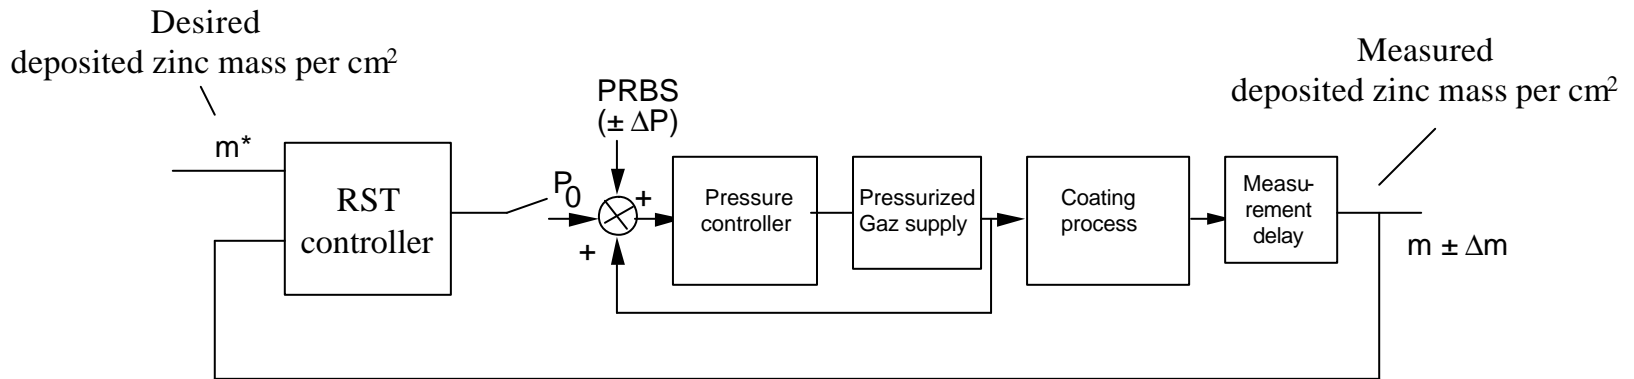 Desired
deposited zinc mass per cm²
Measured
deposited zinc mass per cm²
PRBS
(± ΔP)
m*
RST
controller
P₀
+
+
Pressure
controller
Pressurized
Gaz supply
Coating
process
Measu-
rement
delay
m ± Δm